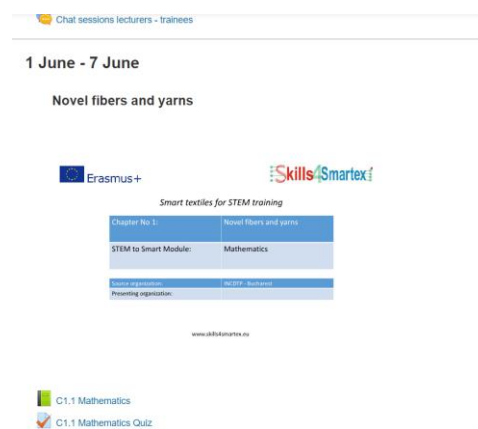 Chat sessions lecturers - trainees
1 June - 7 June
Novel fibers and yarns
Erasmus+
Skills4Smartex
Smart textiles for STEM training
Chapter No 1: Novel fibers and yarns
STEM to Smart Module: Mathematics
Source organisation: INCDTP - Bucharest
Presenting organization:
www.skills4smartex.eu
C1.1 Mathematics
C1.1 Mathematics Quiz